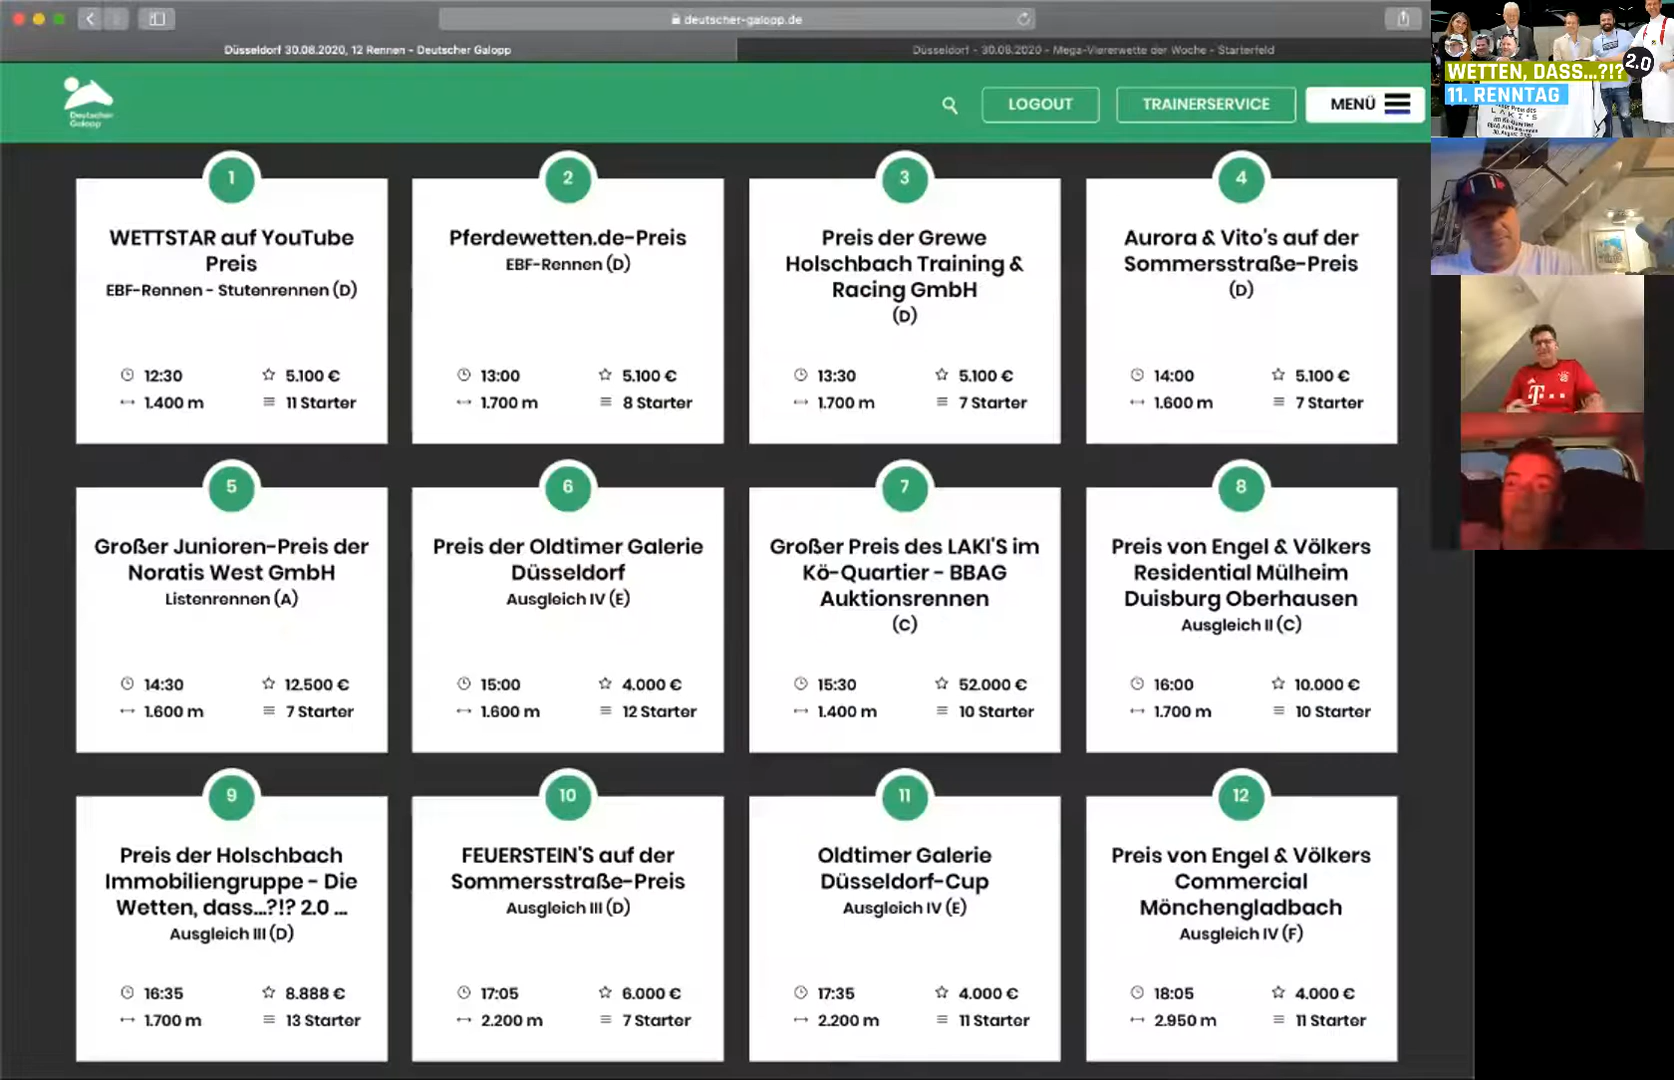 deutscher-galopp.de
Düsseldorf 30.08.2020, 12 Rennen - Deutscher Galopp
Düsseldorf - 30.08.2020 - Mega-Viererwette der Woche - Starterfeld
Deutscher
Galopp
LOGOUT
TRAINERSERVICE
MENÜ
WETTEN, DASS...?!?
2.0
11. RENNTAG
L A K I ' S
1
WETTSTAR auf YouTube
Preis
EBF-Rennen - Stutenrennen (D)
12:30
5.100 €
1.400 m
11 Starter
2
Pferdewetten.de-Preis
EBF-Rennen (D)
13:00
5.100 €
1.700 m
8 Starter
3
Preis der Grewe
Holschbach Training &
Racing GmbH
(D)
13:30
5.100 €
1.700 m
7 Starter
4
Aurora & Vito's auf der
Sommersstraße-Preis
(D)
14:00
5.100 €
1.600 m
7 Starter
5
Großer Junioren-Preis der
Noratis West GmbH
Listenrennen (A)
14:30
12.500 €
1.600 m
7 Starter
6
Preis der Oldtimer Galerie
Düsseldorf
Ausgleich IV (E)
15:00
4.000 €
1.600 m
12 Starter
7
Großer Preis des LAKI'S im
Kö-Quartier - BBAG
Auktionsrennen
(C)
15:30
52.000 €
1.400 m
10 Starter
8
Preis von Engel & Völkers
Residential Mülheim
Duisburg Oberhausen
Ausgleich II (C)
16:00
10.000 €
1.700 m
10 Starter
9
Preis der Holschbach
Immobiliengruppe - Die
Wetten, dass...?!? 2.0 ...
Ausgleich III (D)
16:35
8.888 €
1.700 m
13 Starter
10
FEUERSTEIN'S auf der
Sommersstraße-Preis
Ausgleich III (D)
17:05
6.000 €
2.200 m
7 Starter
11
Oldtimer Galerie
Düsseldorf-Cup
Ausgleich IV (E)
17:35
4.000 €
2.200 m
11 Starter
12
Preis von Engel & Völkers
Commercial
Mönchengladbach
Ausgleich IV (F)
18:05
4.000 €
2.950 m
11 Starter